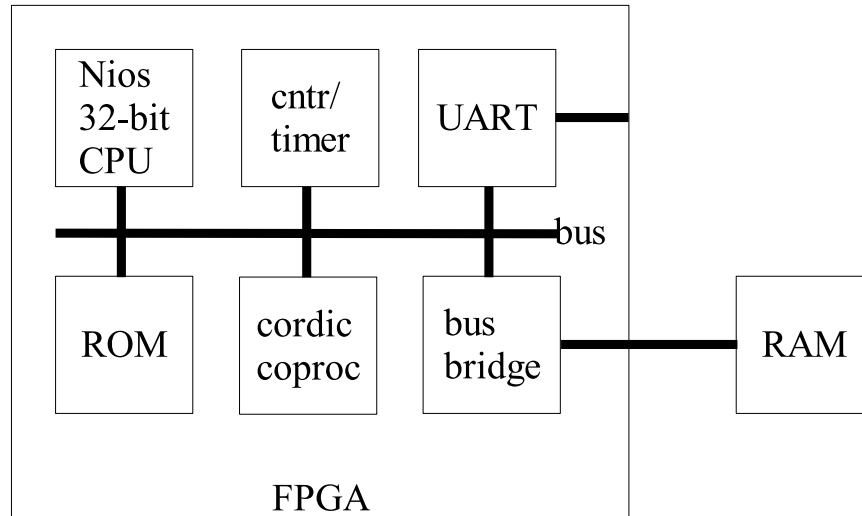 Nios
32-bit
CPU
cntr/
timer
UART
bus
ROM
cordic
coproc
bus
bridge
RAM
FPGA